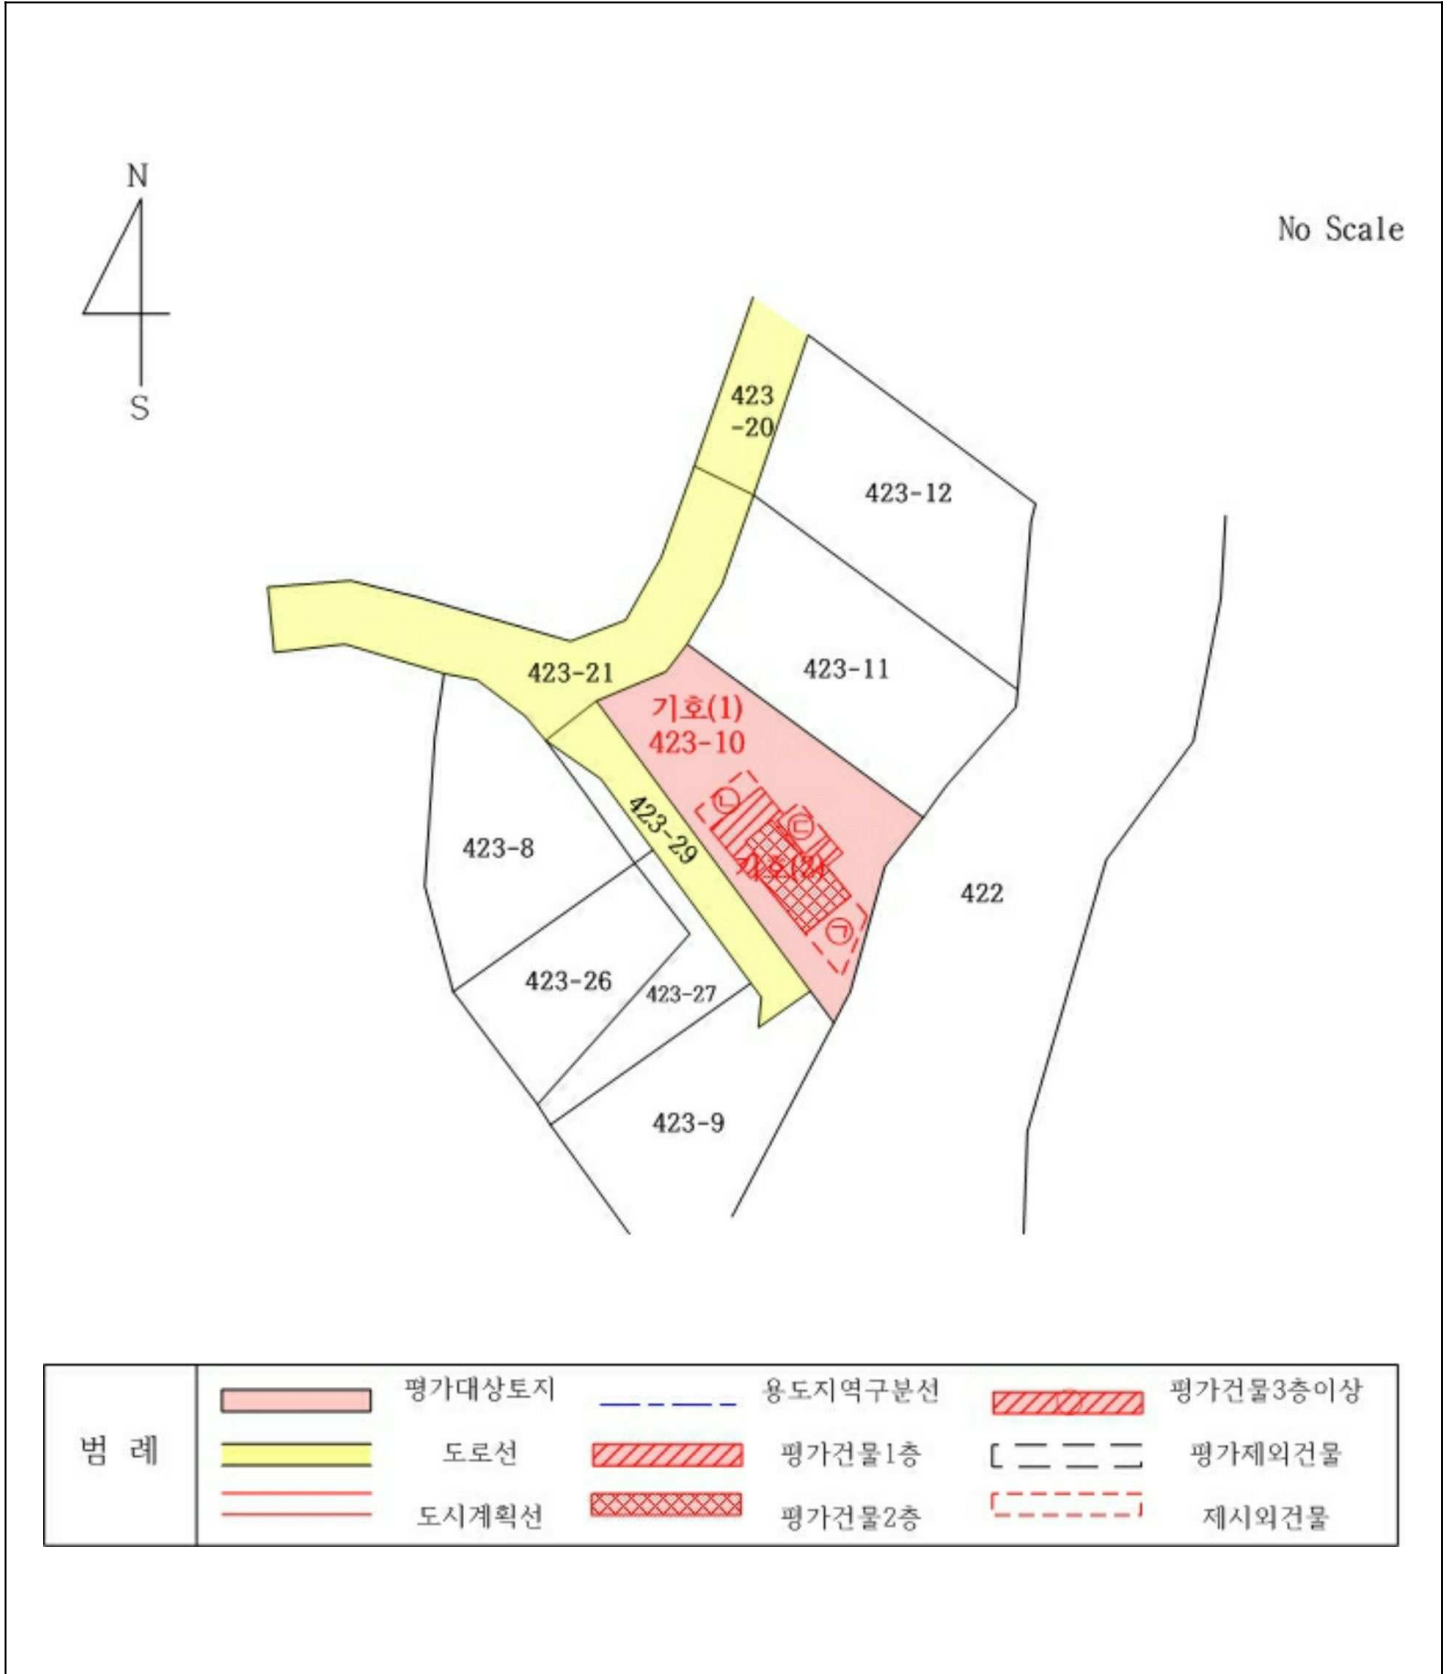 N
No Scale
S
423
-20
423-12
423-21
423-11
기호(1)
423-10
ㄴ
ㄷ
423-29
기호(2)
423-8
422
ㄱ
423-26
423-27
423-9
범 례
평가대상토지
용도지역구분선
평가건물3층이상
도로선
평가건물1층
평가제외건물
도시계획선
평가건물2층
제시외건물